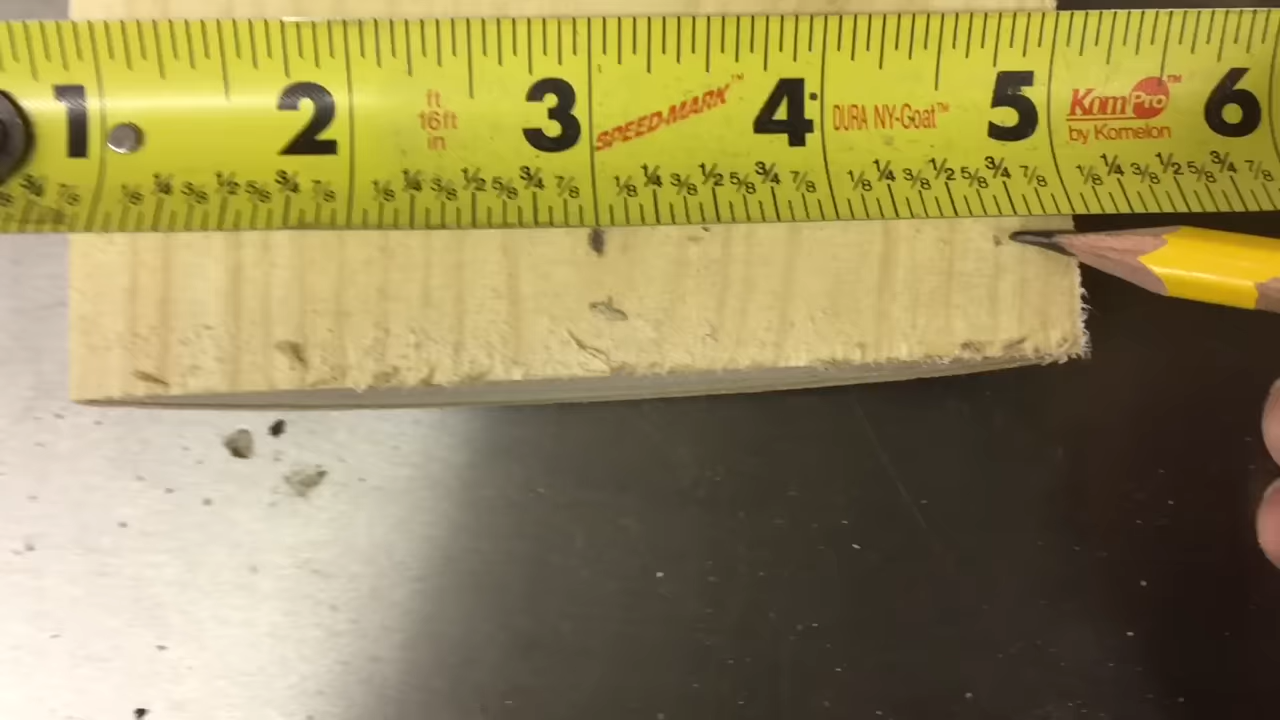 1 2 3 4 5 6
ft
16ft
in
SPEED-MARK™
DURA NY-Goat™
KomPro™
by Komelon
3/4 7/8 1/8 1/4 3/8 1/2 5/8 3/4 7/8 1/8 1/4 3/8 1/2 5/8 3/4 7/8 1/8 1/4 3/8 1/2 5/8 3/4 7/8 1/8 1/4 3/8 1/2 5/8 3/4 7/8 1/8 1/4 3/8 1/2 5/8 3/4 7/8